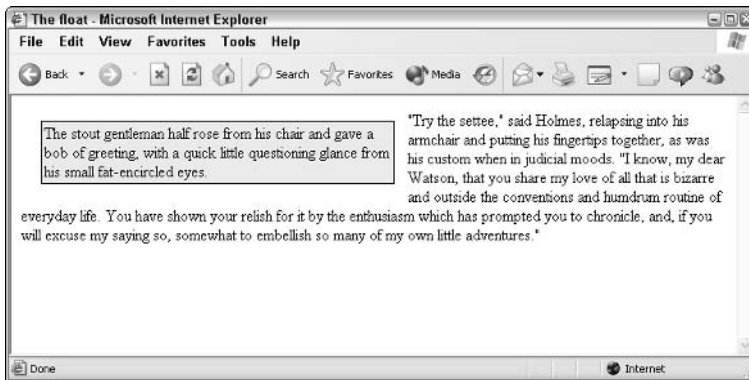 The float - Microsoft Internet Explorer
File Edit View Favorites Tools Help
Back Search Favorites Media
The stout gentleman half rose from his chair and gave a
bob of greeting, with a quick little questioning glance from
his small fat-encircled eyes.
"Try the settee," said Holmes, relapsing into his
armchair and putting his fingertips together, as was
his custom when in judicial moods. "I know, my dear
Watson, that you share my love of all that is bizarre
and outside the conventions and humdrum routine of
everyday life. You have shown your relish for it by the enthusiasm which has prompted you to chronicle, and, if you
will excuse my saying so, somewhat to embellish so many of my own little adventures."
Done Internet